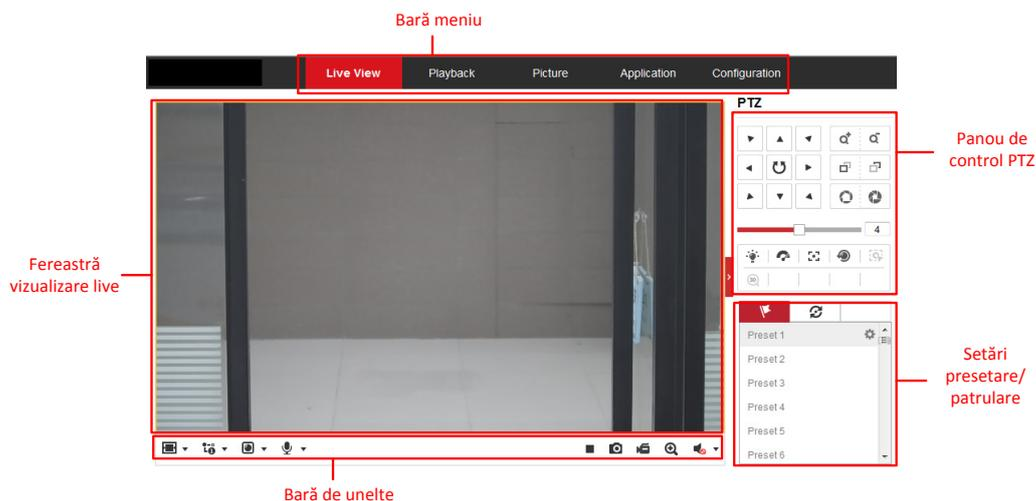 Bară meniu
Live View Playback Picture Application Configuration
PTZ
Panou de
control PTZ
4
3D
Fereastră
vizualizare live
Preset 1
Preset 2
Preset 3
Preset 4
Preset 5
Preset 6
Setări
presetare/
patrulare
Bară de unelte